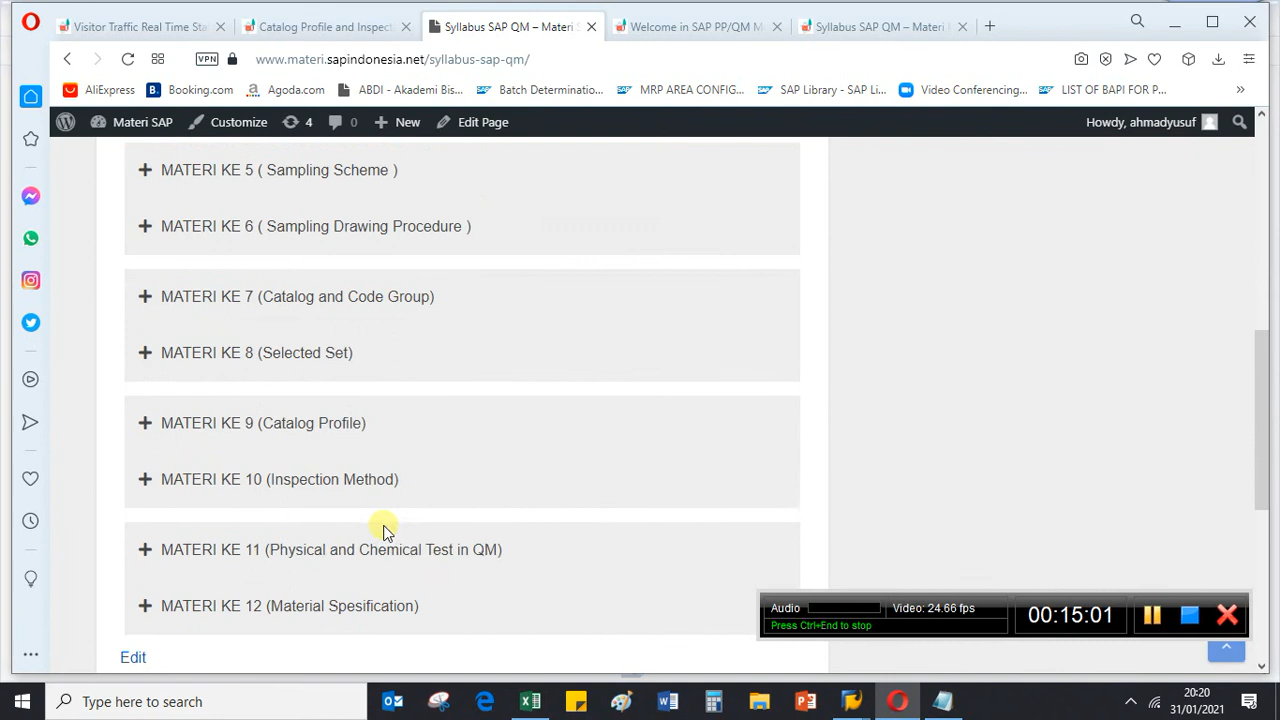 Visitor Traffic Real Time Sta
Catalog Profile and Inspect
Syllabus SAP QM – Materi S
Welcome in SAP PP/QM M
Syllabus SAP QM – Materi
VPN
www.materi.sapindonesia.net/syllabus-sap-qm/
AliExpress
B.
Booking.com
a
Agoda.com
ABDI - Akademi Bis...
Batch Determinatio...
MRP AREA CONFIG...
SAP Library - SAP Li...
Video Conferencing...
LIST OF BAPI FOR P...
»
Materi SAP
Customize
4
0
New
Edit Page
Howdy, ahmadyusuf
MATERI KE 5 ( Sampling Scheme )
MATERI KE 6 ( Sampling Drawing Procedure )
MATERI KE 7 (Catalog and Code Group)
MATERI KE 8 (Selected Set)
MATERI KE 9 (Catalog Profile)
MATERI KE 10 (Inspection Method)
MATERI KE 11 (Physical and Chemical Test in QM)
MATERI KE 12 (Material Spesification)
Edit
Audio
Video: 24.66 fps
Press Ctrl+End to stop
00:15:01
Type here to search
20:20
31/01/2021